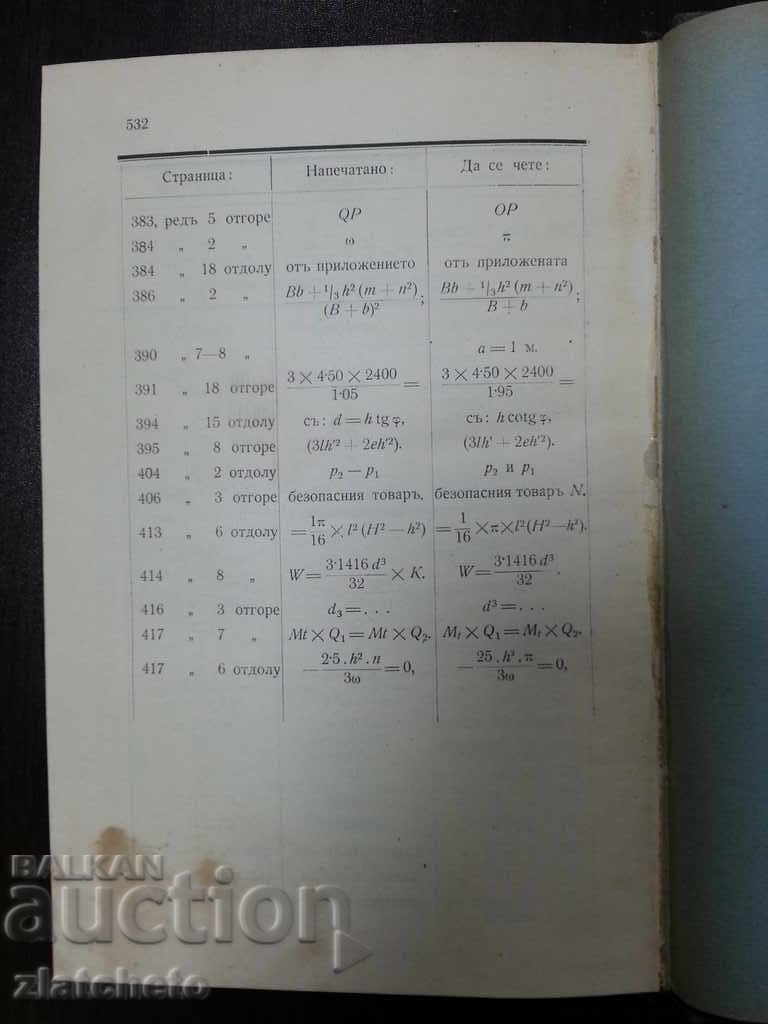 532
Страница: Напечатано: Да се чете:
383, редъ 5 отгоре QP OP
384 „ 2 „ ω π
384 „ 18 отдолу отъ приложението отъ приложената
386 „ 2 „ Bb + 1/3 h² (m + n²) / (B + b)² ; Bb + 1/3 h² (m + n²) / B + b ;
390 „ 7—8 „ a = 1 м.
391 „ 18 отгоре 3 × 4·50 × 2400 / 1·05 = 3 × 4·50 × 2400 / 1·95 =
394 „ 15 отдолу съ: d = h tg φ, съ: h cotg φ,
395 „ 8 отгоре (3lh'² + 2eh'²). (3lh' + 2eh'²).
404 „ 2 отдолу p₂ — p₁ p₂ и p₁
406 „ 3 отгоре безопасния товаръ. безопасния товаръ N.
413 „ 6 отдолу = 1π / 16 × l² (H² — h²) = 1 / 16 × π × l² (H² — h²).
414 „ 8 „ W = 3·1416 d³ / 32 × K. W = 3·1416 d³ / 32 .
416 „ 3 отгоре d₃ = . . . d³ = . . .
417 „ 7 „ Mt × Q₁ = Mt × Q₂. Mₜ × Q₁ = Mₜ × Q₂.
417 „ 6 отдолу — 2·5 . h² . n / 3ω = 0, — 25 . h³ . π / 3ω = 0,
BALKAN
auction
zlatcheto